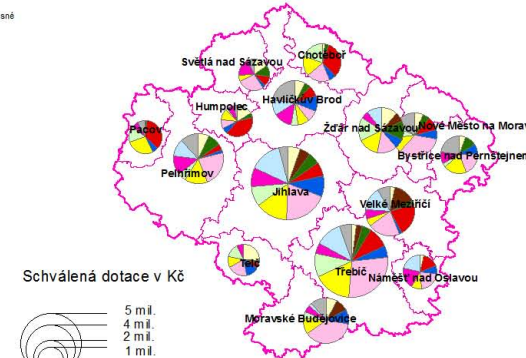 sné
Chotěboř
Světlá nad Sázavou
Havlíčkův Brod
Humpolec
Žďár nad Sázavou
Nové Město na Morav
Pacov
Bystřice nad Pernštejnem
Pelhřimov
Jihlava
Velké Meziříčí
Telč
Třebíč
Náměšť nad Oslavou
Schválená dotace v Kč
5 mil.
4 mil.
2 mil.
1 mil.
Moravské Budějovice